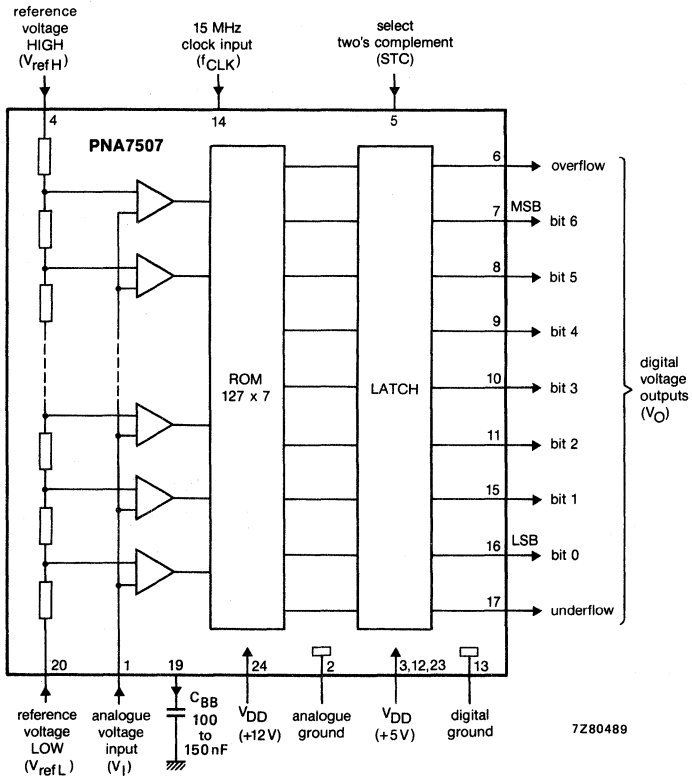 reference
voltage
HIGH
(VrefH)
15 MHz
clock input
(fCLK)
select
two's complement
(STC)
4
14
5
PNA7507
ROM
127 x 7
LATCH
6
overflow
7
MSB
bit 6
8
bit 5
9
bit 4
10
bit 3
11
bit 2
15
bit 1
16
LSB
bit 0
17
underflow
digital
voltage
outputs
(VO)
20
1
19
24
2
3,12,23
13
reference
voltage
LOW
(VrefL)
analogue
voltage
input
(VI)
CBB
100
to
150nF
VDD
(+12V)
analogue
ground
VDD
(+5V)
digital
ground
7Z80489